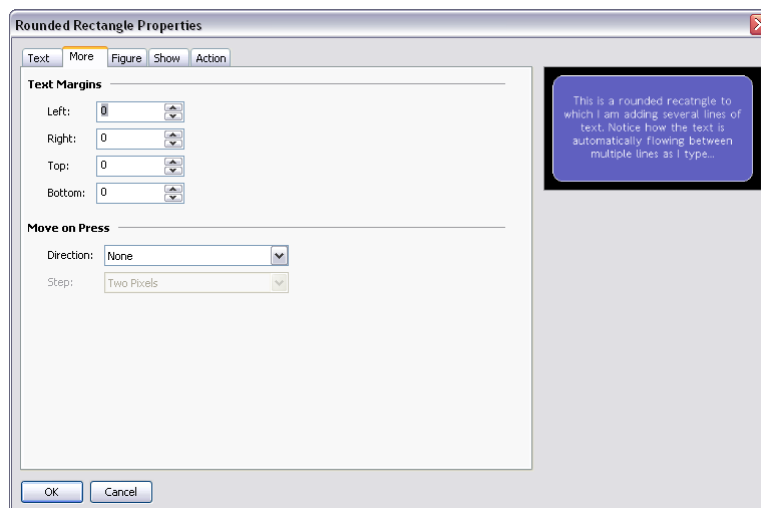 Rounded Rectangle Properties
Text More Figure Show Action
Text Margins
Left: 0
Right: 0
Top: 0
Bottom: 0
Move on Press
Direction: None
Step: Two Pixels
This is a rounded recatngle to
which I am adding several lines of
text. Notice how the text is
automatically flowing between
multiple lines as I type...
OK Cancel